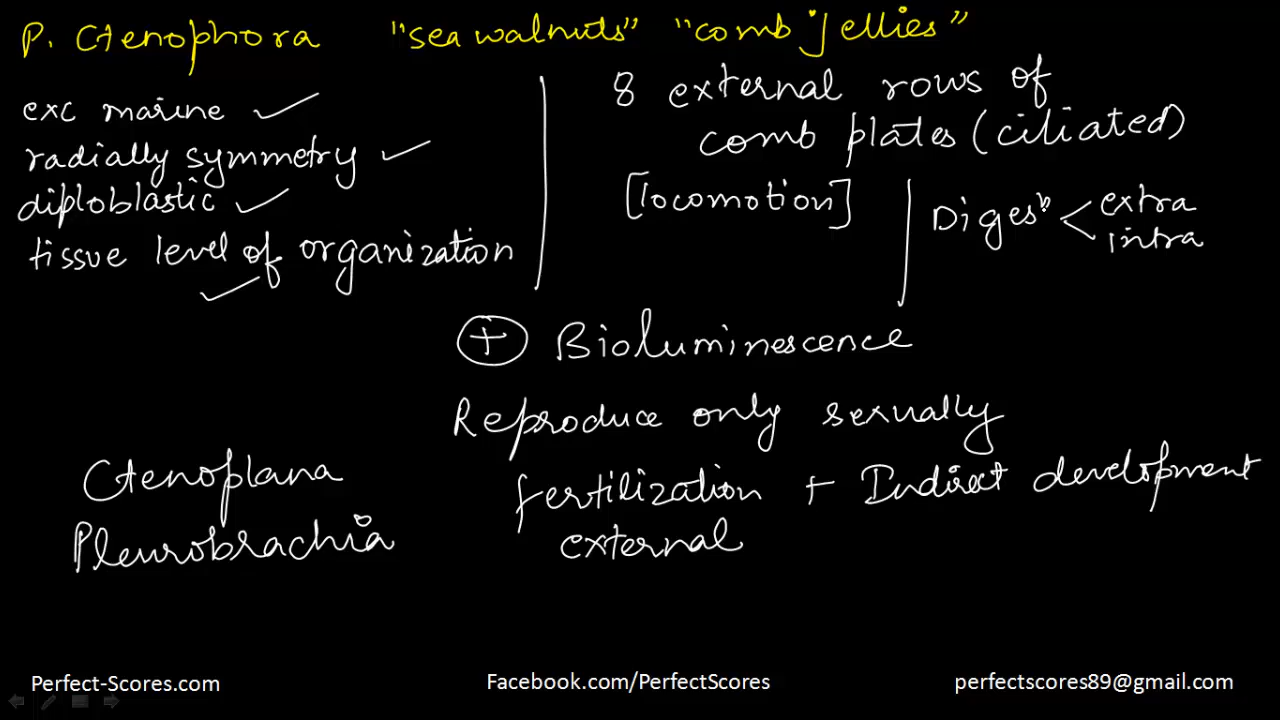 P. Ctenophora "sea walnuts" "comb jellies"
exc marine
radially symmetry
diploblastic
tissue level of organization
8 external rows of
comb plates (ciliated)
[locomotion]
Digesn < extra
intra
+ Bioluminescence
Reproduce only sexually
fertilization + Indirect development
external
Ctenoplana
Pleurobrachia
Perfect-Scores.com
Facebook.com/PerfectScores
perfectscores89@gmail.com